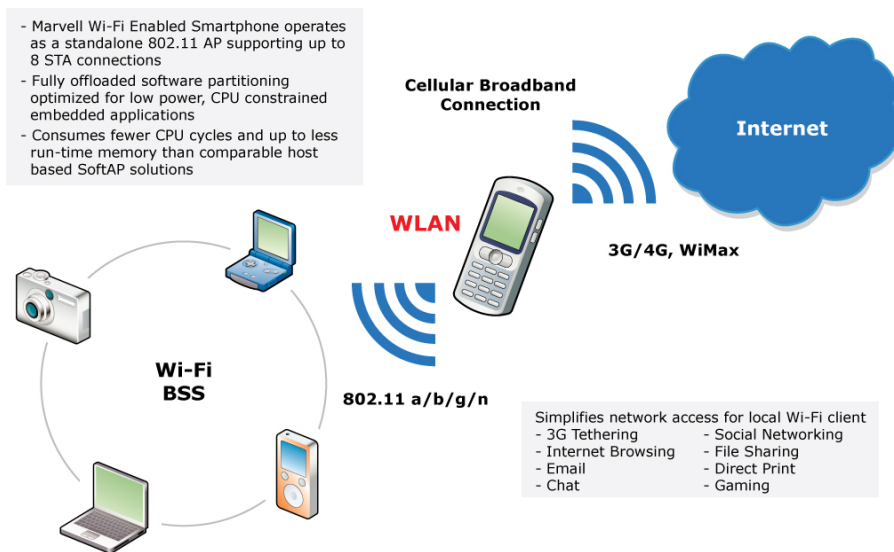 - Marvell Wi-Fi Enabled Smartphone operates
as a standalone 802.11 AP supporting up to
8 STA connections
- Fully offloaded software partitioning
optimized for low power, CPU constrained
embedded applications
- Consumes fewer CPU cycles and up to less
run-time memory than comparable host
based SoftAP solutions
Cellular Broadband
Connection
Internet
WLAN
3G/4G, WiMax
Wi-Fi
BSS
802.11 a/b/g/n
Simplifies network access for local Wi-Fi client
- 3G Tethering
- Internet Browsing
- Email
- Chat
- Social Networking
- File Sharing
- Direct Print
- Gaming